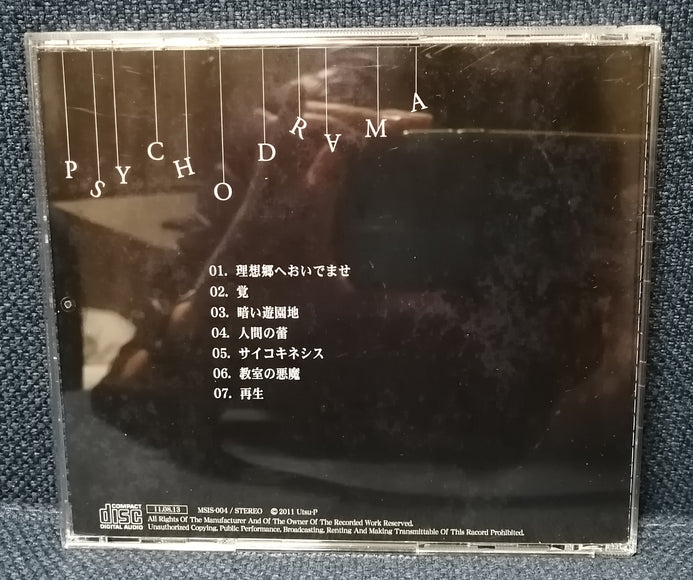 PSYCHODRAMA
01. 理想郷へおいでませ
02. 覚
03. 暗い遊園地
04. 人間の蕾
05. サイコキネシス
06. 教室の悪魔
07. 再生
COMPACT
disc
DIGITAL AUDIO
11.08.13 MSIS-004 / STEREO ©2011 Utsu-P
All Rights Of The Manufacturer And Of The Owner Of The Recorded Work Reserved.
Unauthorized Copying, Public Performance, Broadcasting, Renting And Making Transmittable Of This Racord Prohibited.